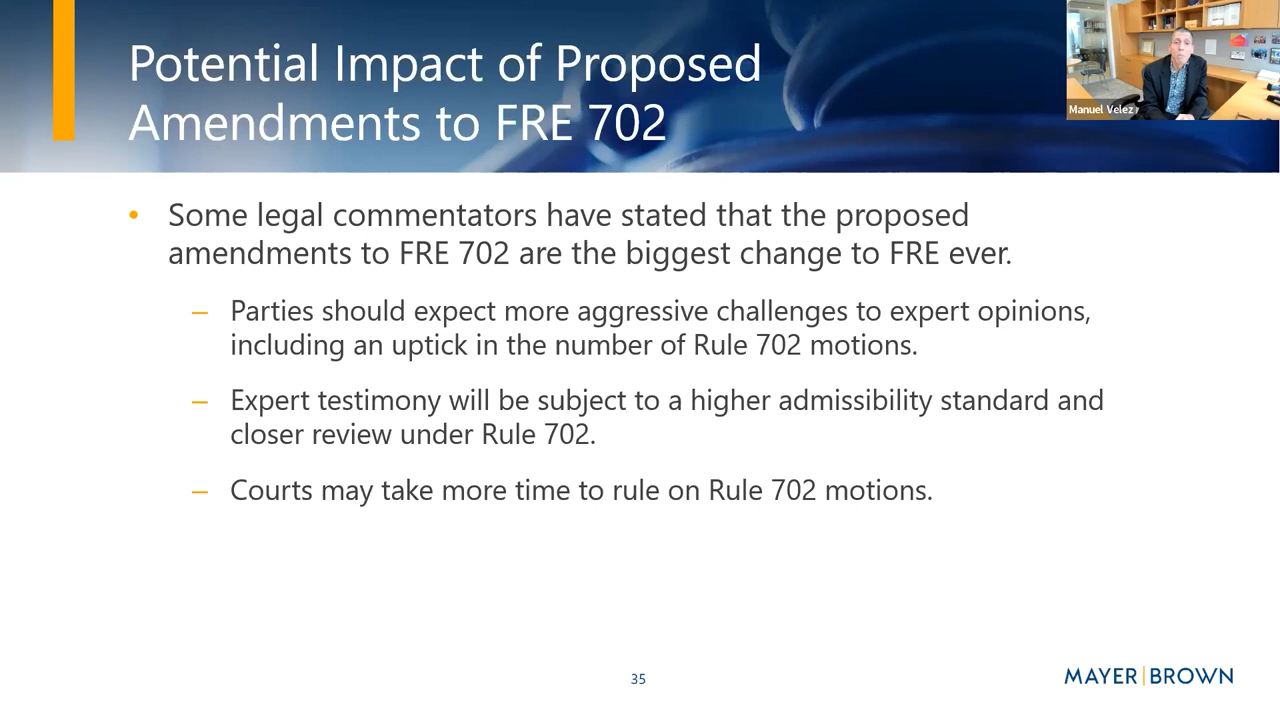 Potential Impact of Proposed
Amendments to FRE 702
Manuel Velez
• Some legal commentators have stated that the proposed
amendments to FRE 702 are the biggest change to FRE ever.
– Parties should expect more aggressive challenges to expert opinions,
including an uptick in the number of Rule 702 motions.
– Expert testimony will be subject to a higher admissibility standard and
closer review under Rule 702.
– Courts may take more time to rule on Rule 702 motions.
35
MAYER|BROWN